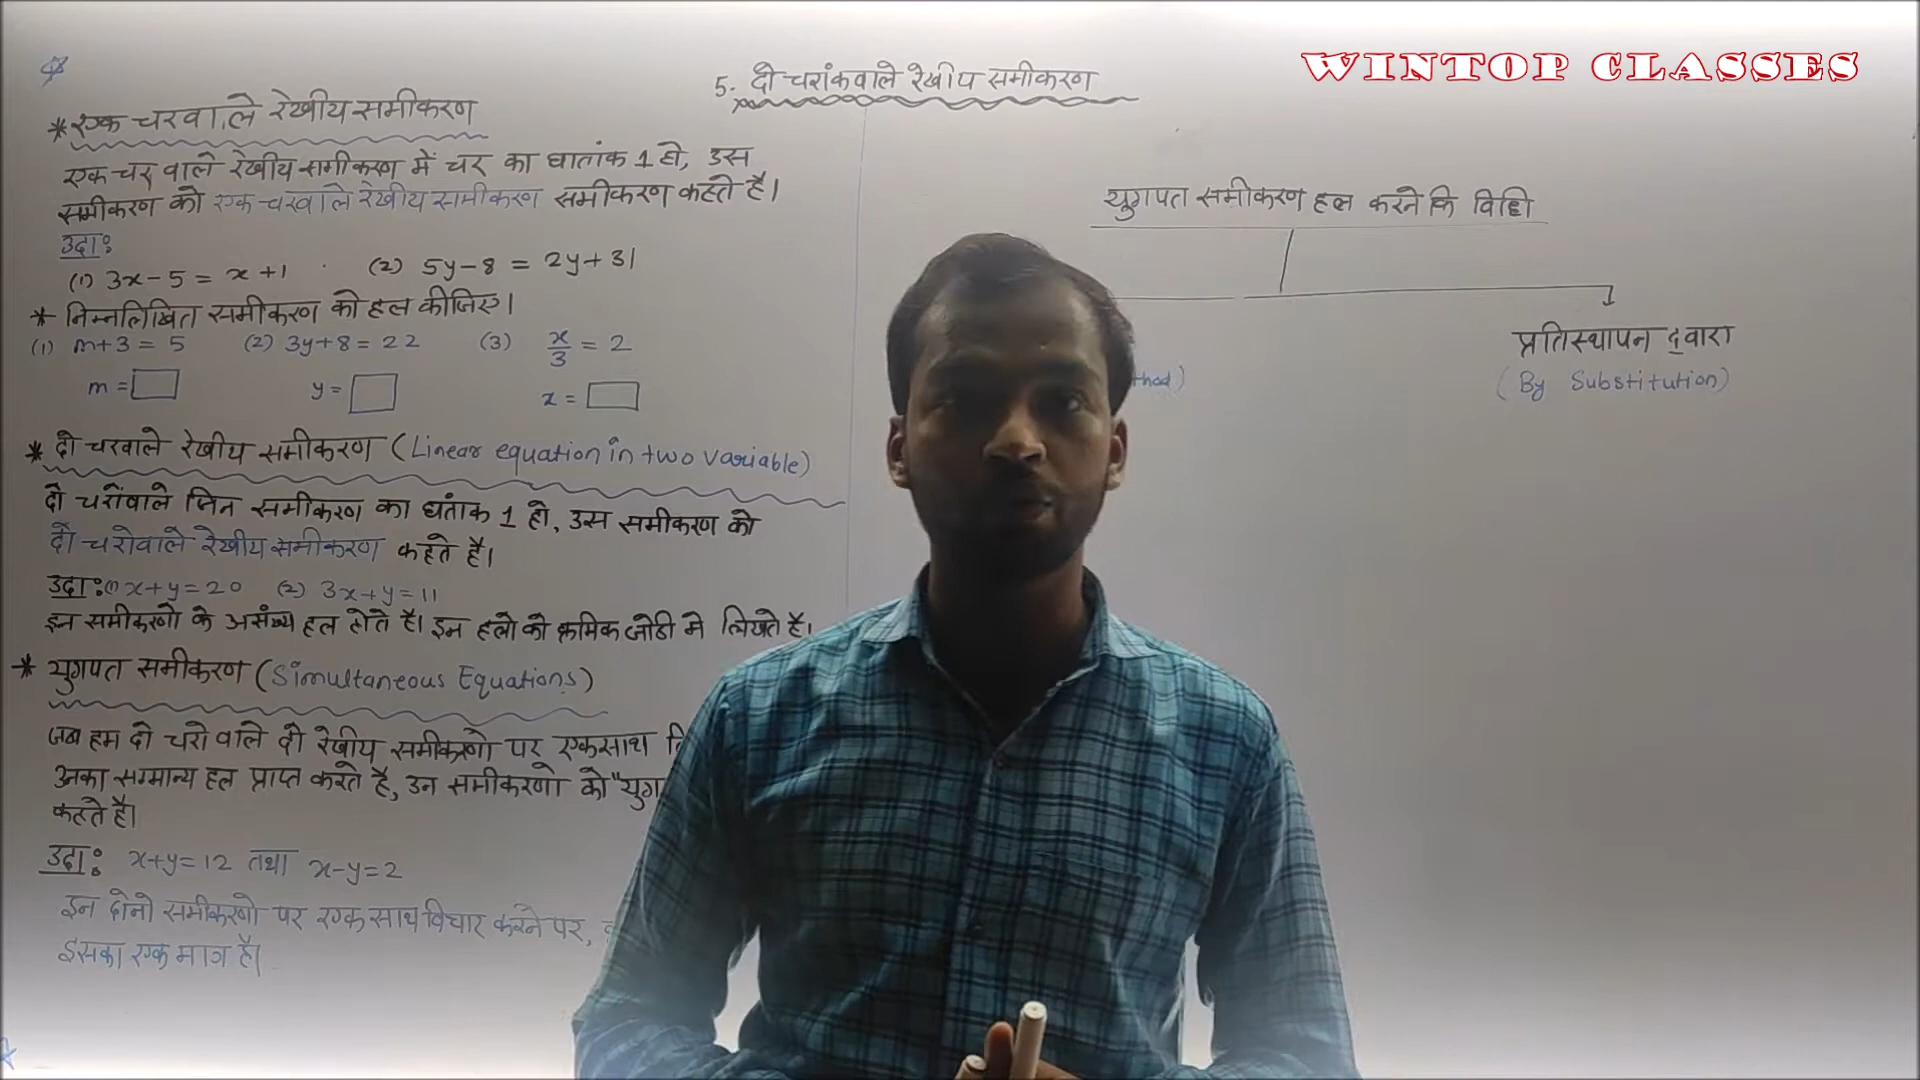 WINTOP CLASSES
5. दो चरांकवाले रेखीय समीकरण
* एक चरवाले रेखीय समीकरण
एक चर वाले रेखीय समीकरण में चर का घातांक 1 हो, उस
समीकरण को एक चरवाले रेखीय समीकरण समीकरण कहते है।
उदा:
(1) 3x-5 = x+1 (2) 5y-8 = 2y+31
* निम्नलिखित समीकरण को हल कीजिए।
(1) m+3 = 5 (2) 3y+8 = 22 (3) x/3 = 2
m = y = x =
* दो चरवाले रेखीय समीकरण (Linear equation in two variable)
दो चरोंवाले जिन समीकरण का घांताक 1 हो, उस समीकरण को
दो चरोवाले रेखीय समीकरण कहते है।
उदा: (1) x+y=20 (2) 3x+y=11
इन समीकरणो के असंख्य हल होते है। इन हलो को क्रमिक जोडी मे लिखते है।
* युगपत समीकरण (Simultaneous Equations)
जब हम दो चरो वाले दो रेखीय समीकरणो पर एकसाथ
उनका सामान्य हल प्राप्त करते है, उन समीकरणो को "युग
कहते है।
उदा: x+y=12 तथा x-y=2
इन दोनो समीकरणो पर एक साथ विचार करने पर,
इसका एक मात्र है।
युगपत समीकरण हल करने कि विधि
प्रतिस्थापन द्वारा
thod)
(By Substitution)